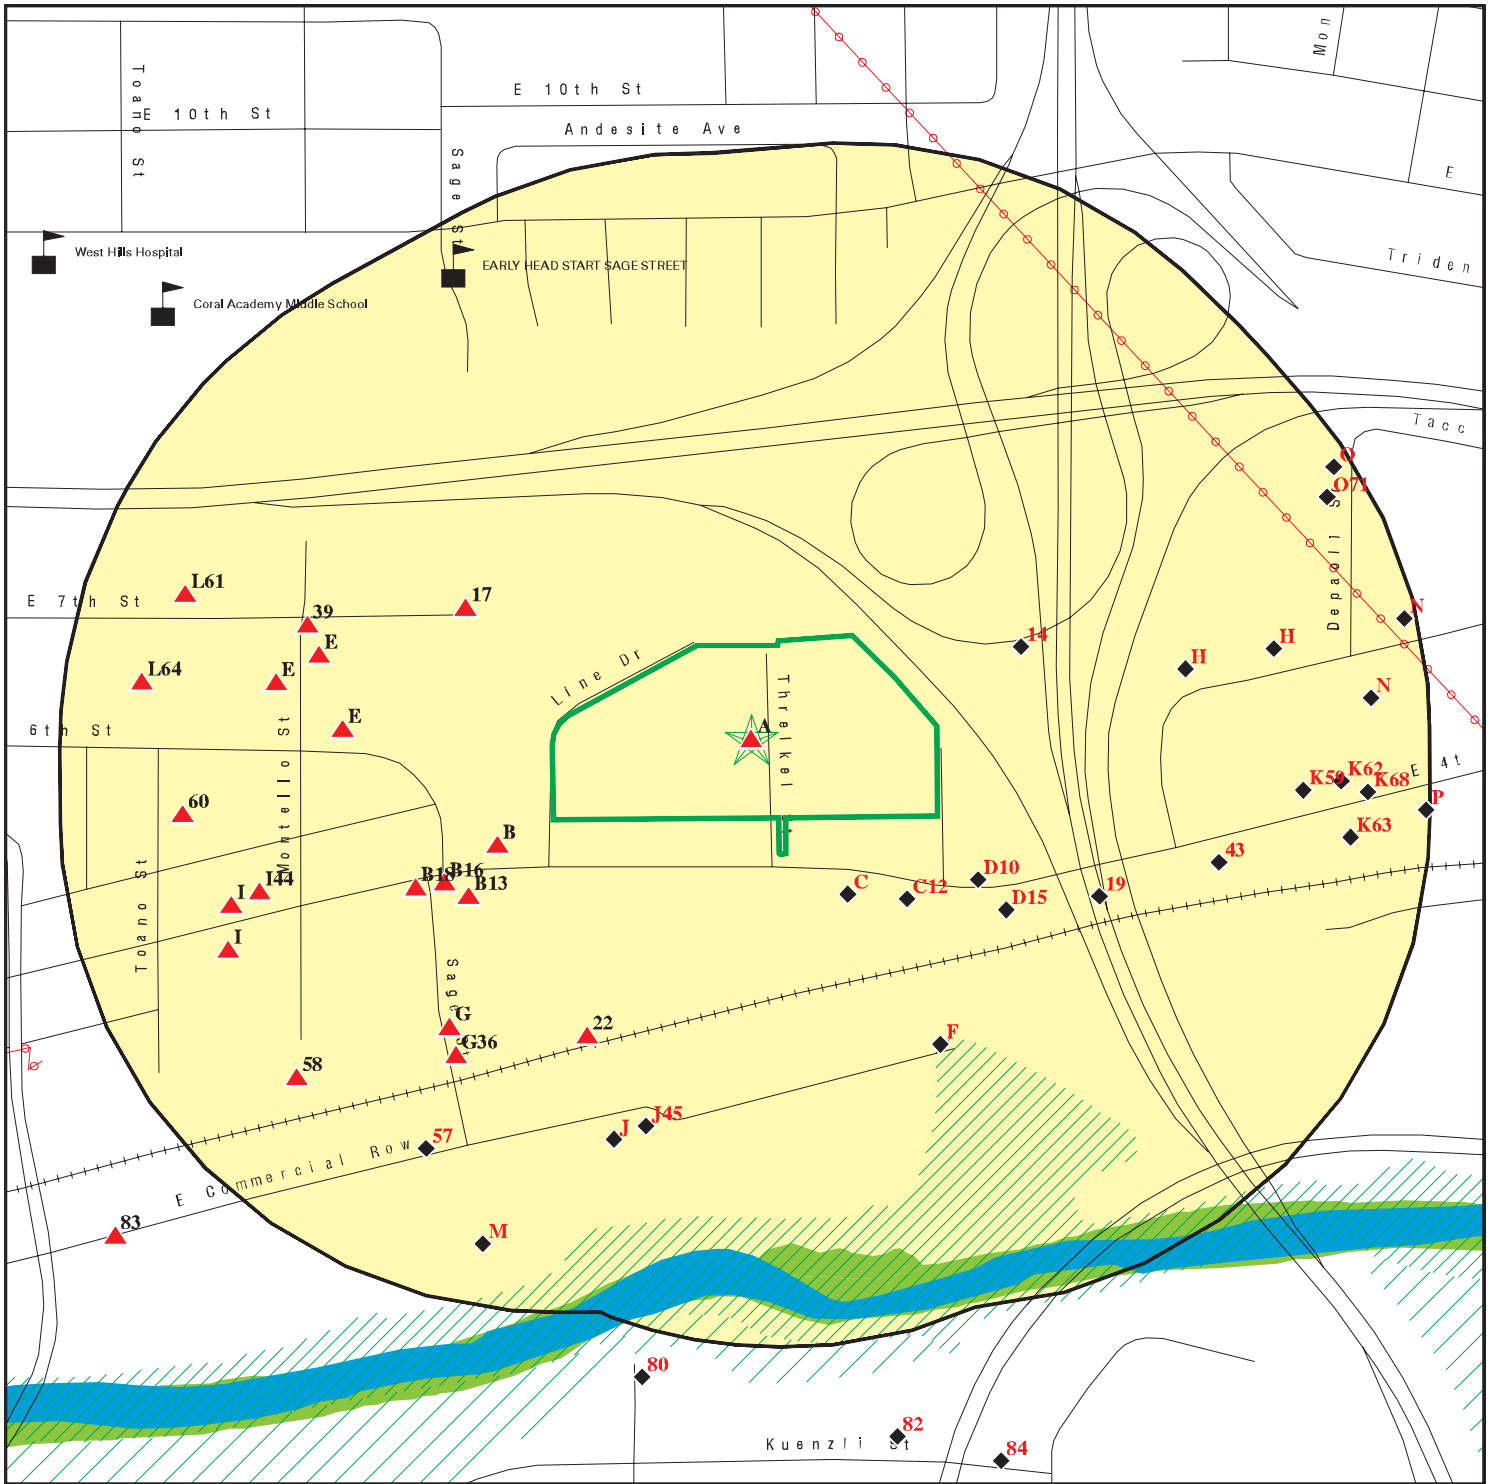 Mon
Toano St
E 10th St
E 10th St
Andesite Ave
Sage St
E
West Hills Hospital
EARLY HEAD START SAGE STREET
Triden
Coral Academy Middle School
Tacc
O
O71
Depaoli S
L61
E 7th St
17
39
N
E
14
H
H
Line Dr
L64
E
N
Threlkel St
6th St
E
A
Montello St
E 4t
K62
K59
K68
60
P
B
K63
43
Toano St
B16
B18
B13
I44
I
D10
C
C12
D15
19
I
Sage St
G
22
G36
F
58
J45
J
57
E Commercial Row
83
M
80
82
Kuenzli St
84